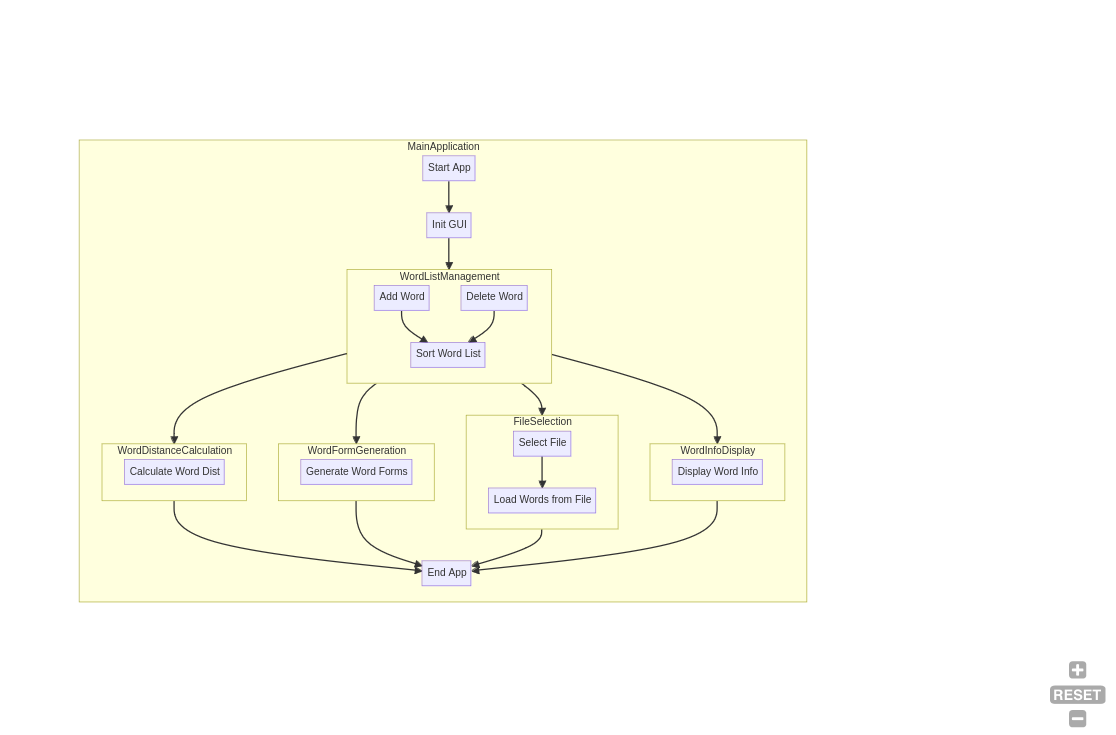 MainApplication
Start App
Init GUI
WordListManagement
Add Word
Delete Word
Sort Word List
WordDistanceCalculation
Calculate Word Dist
WordFormGeneration
Generate Word Forms
FileSelection
Select File
Load Words from File
WordInfoDisplay
Display Word Info
End App
RESET